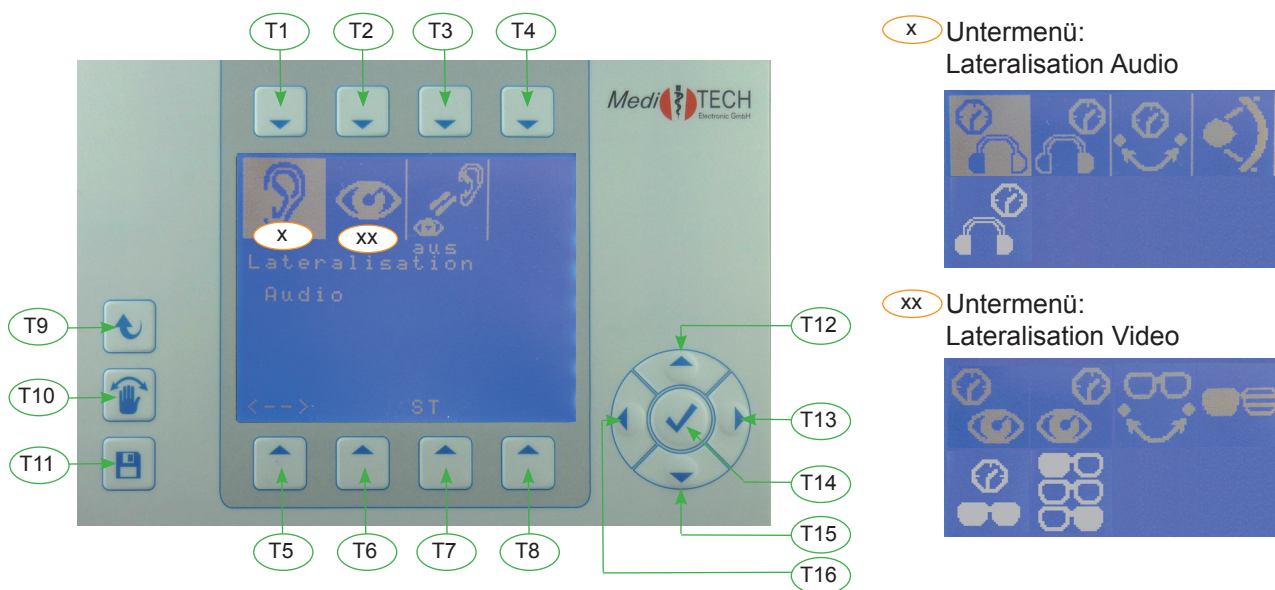 T1
T2
T3
T4
x Untermenü:
Lateralisation Audio
MediTECH
Electronic GmbH
x
xx
aus
Lateralisation
Audio
xx Untermenü:
Lateralisation Video
T9
T12
T10
<--> ST
T13
T11
T14
T5
T6
T7
T8
T15
T16